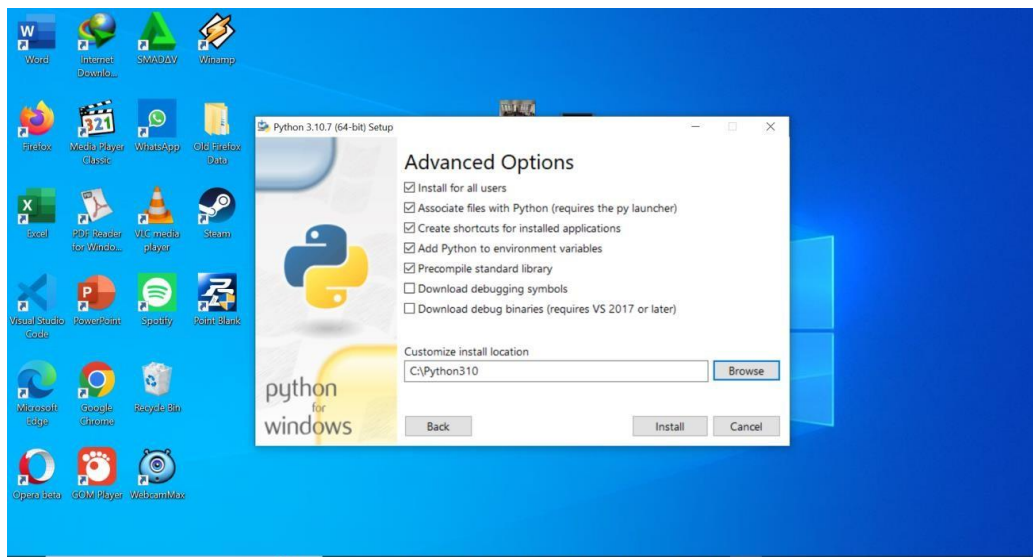 Word
Internet
Downlo...
SMADΔV
Winamp
Firefox
Media Player
Classic
WhatsApp
Old Firefox
Data
Excel
PDF Reader
for Windo...
VLC media
player
Steam
Visual Studio
Code
PowerPoint
Spotify
Point Blank
Microsoft
Edge
Google
Chrome
Recycle Bin
Opera beta
GOM Player
WebcamMax
Python 3.10.7 (64-bit) Setup
Advanced Options
Install for all users
Associate files with Python (requires the py launcher)
Create shortcuts for installed applications
Add Python to environment variables
Precompile standard library
Download debugging symbols
Download debug binaries (requires VS 2017 or later)
Customize install location
C:\Python310
Browse
python
for
windows
Back
Install
Cancel